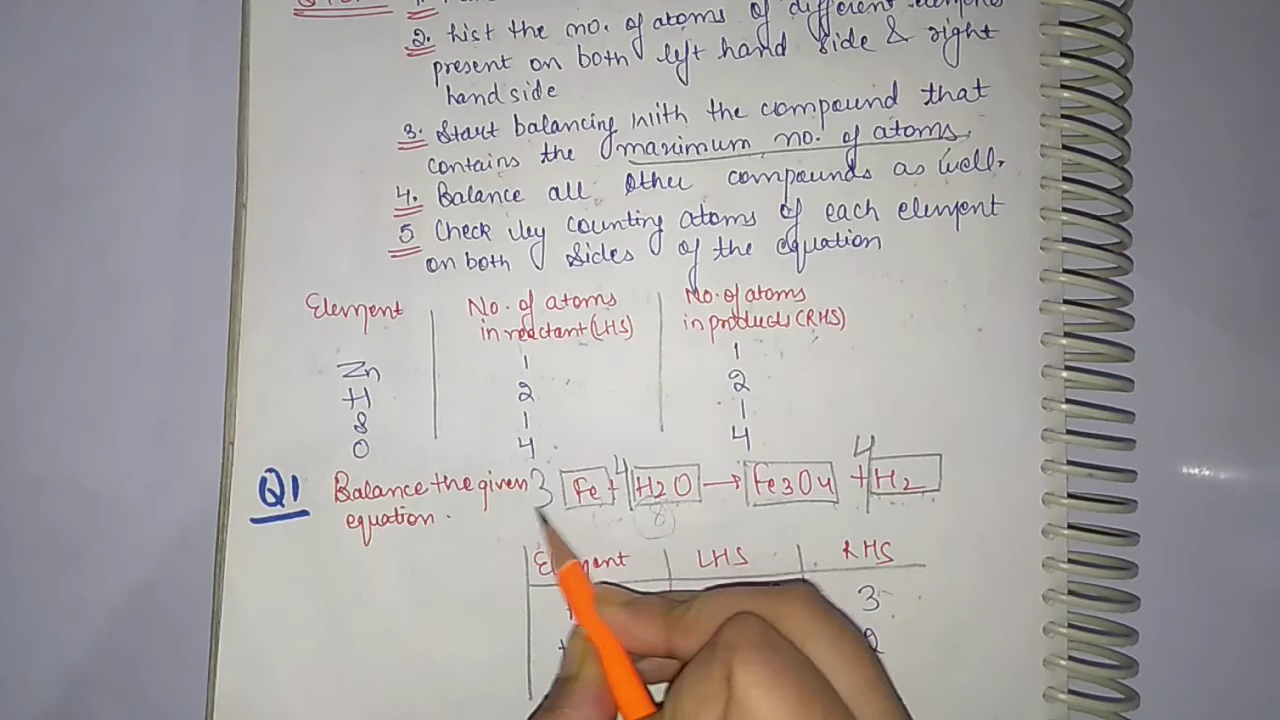 2. List the no. of atoms of different
present on both left hand side & right
hand side
3. Start balancing with the compound that
contains the maximum no. of atoms.
4. Balance all other compounds as well.
5 Check by counting atoms of each element
on both sides of the equation
Element No. of atoms in reactant (LHS) No. of atoms in products (RHS)
Zn 1 1
H 2 2
S 1 1
O 4 4
Q1 Balance the given 3 Fe + 4 H2O → Fe3O4 + 4 H2
equation.
8
Element LHS RHS
3